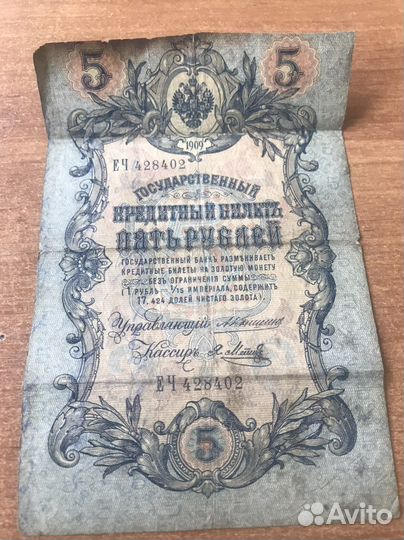 5 5
1909
ЕЧ 428402
ГОСУДАРСТВЕННЫЙ
КРЕДИТНЫЙ БИЛЕТЪ
ПЯТЬ РУБЛЕЙ
ГОСУДАРСТВЕННЫЙ БАНКЪ РАЗМѢНИВАЕТЪ
КРЕДИТНЫЕ БИЛЕТЫ НА ЗОЛОТУЮ МОНЕТУ
БЕЗЪ ОГРАНИЧЕНІЯ СУММЫ
(1 РУБЛЬ = 1/15 ИМПЕРІАЛА, СОДЕРЖИТЪ
17,424 ДОЛЕЙ ЧИСТАГО ЗОЛОТА).
Управляющій
Кассиръ
ЕЧ 428402
5
Avito